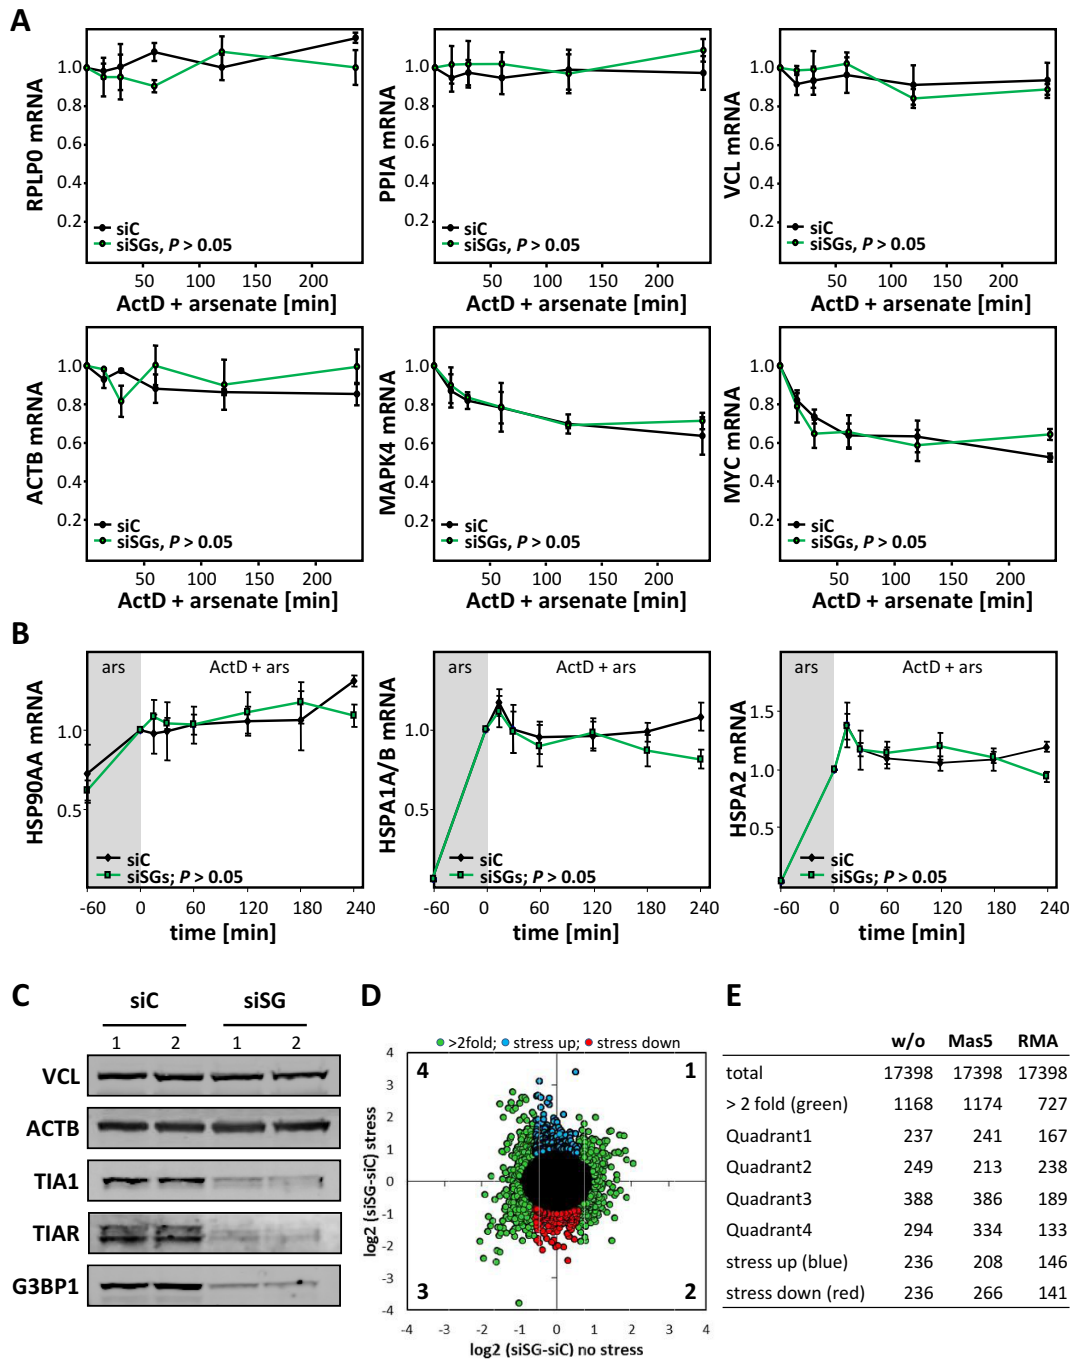 A
RPLP0 mRNA
1.0
0.8
0.6
0.4
0.2
siC
siSGs, P > 0.05
50 100 150 200
ActD + arsenate [min]
PPIA mRNA
1.0
0.8
0.6
0.4
0.2
siC
siSGs, P > 0.05
50 100 150 200
ActD + arsenate [min]
VCL mRNA
1.0
0.8
0.6
0.4
0.2
siC
siSGs, P > 0.05
50 100 150 200
ActD + arsenate [min]
ACTB mRNA
1.0
0.8
0.6
0.4
0.2
siC
siSGs, P > 0.05
50 100 150 200
ActD + arsenate [min]
MAPK4 mRNA
1.0
0.8
0.6
0.4
0.2
siC
siSGs, P > 0.05
50 100 150 200
ActD + arsenate [min]
MYC mRNA
1.0
0.8
0.6
0.4
0.2
siC
siSGs, P > 0.05
50 100 150 200
ActD + arsenate [min]
B
HSP90AA mRNA
ars ActD + ars
1.0
0.5
siC
siSGs; P > 0.05
-60 0 60 120 180 240
time [min]
HSPA1A/B mRNA
ars ActD + ars
1.0
0.5
siC
siSGs; P > 0.05
-60 0 60 120 180 240
time [min]
HSPA2 mRNA
ars ActD + ars
1.5
1.0
0.5
siC
siSGs; P > 0.05
-60 0 60 120 180 240
time [min]
C
siC siSG
1 2 1 2
VCL
ACTB
TIA1
TIAR
G3BP1
D
>2fold; stress up; stress down
log2 (siSG-siC) stress
4
3
2
1
0
-1
-2
-3
-4
4 1
3 2
-4 -3 -2 -1 0 1 2 3 4
log2 (siSG-siC) no stress
E
w/o Mas5 RMA
total 17398 17398 17398
> 2 fold (green) 1168 1174 727
Quadrant1 237 241 167
Quadrant2 249 213 238
Quadrant3 388 386 189
Quadrant4 294 334 133
stress up (blue) 236 208 146
stress down (red) 236 266 141